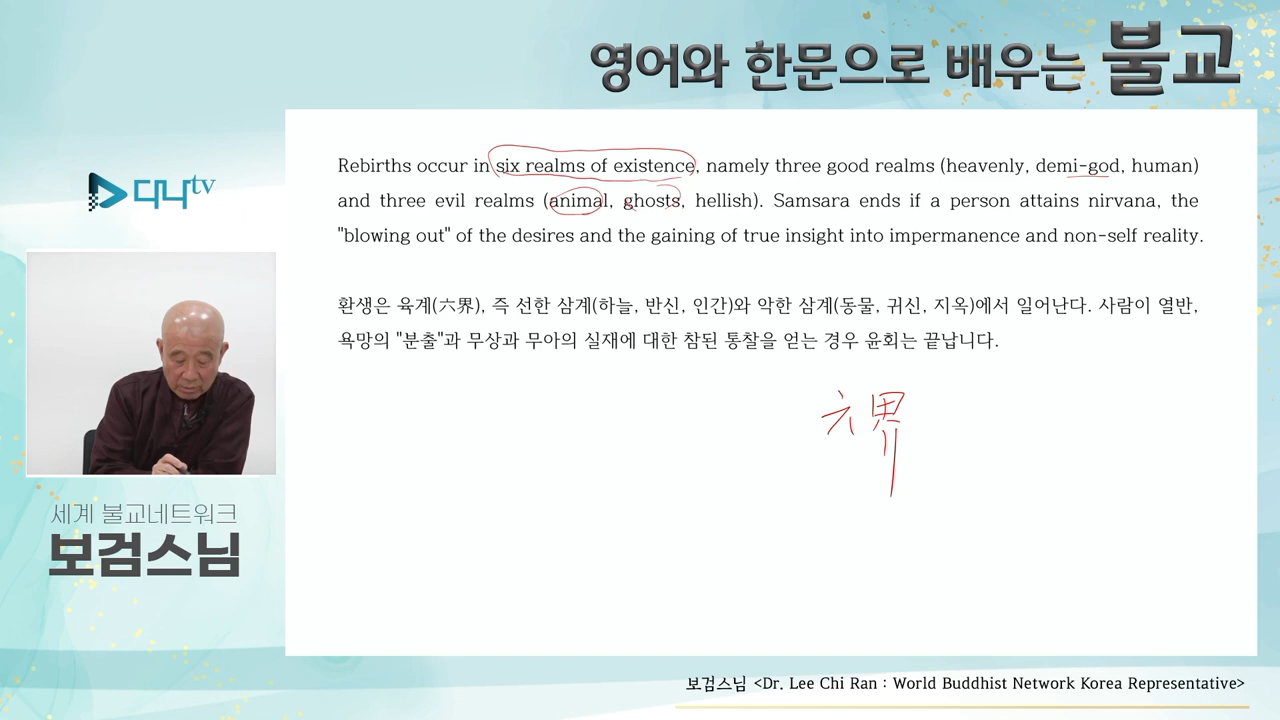 영어와 한문으로 배우는 불교
디나tv
Rebirths occur in six realms of existence, namely three good realms (heavenly, demi-god, human)
and three evil realms (animal, ghosts, hellish). Samsara ends if a person attains nirvana, the
"blowing out" of the desires and the gaining of true insight into impermanence and non-self reality.
환생은 육계(六界), 즉 선한 삼계(하늘, 반신, 인간)와 악한 삼계(동물, 귀신, 지옥)에서 일어난다. 사람이 열반,
욕망의 "분출"과 무상과 무아의 실재에 대한 참된 통찰을 얻는 경우 윤회는 끝납니다.
六界
세계 불교네트워크
보검스님
보검스님 <Dr. Lee Chi Ran : World Buddhist Network Korea Representative>